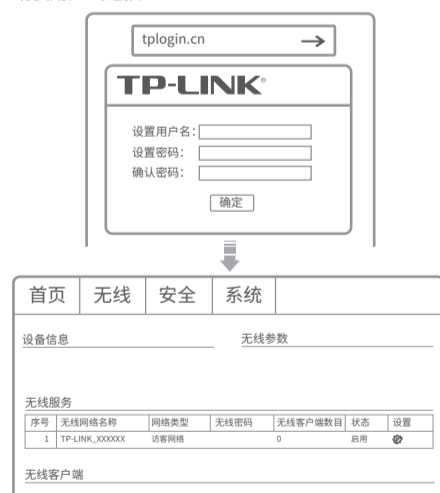 tplogin.cn
TP-LINK®
设置用户名：
设置密码：
确认密码：
确定
首页 无线 安全 系统
设备信息 无线参数
无线服务
序号 无线网络名称 网络类型 无线密码 无线客户端数目 状态 设置
1 TP-LINK_XXXXXX 访客网络 0 启用
无线客户端